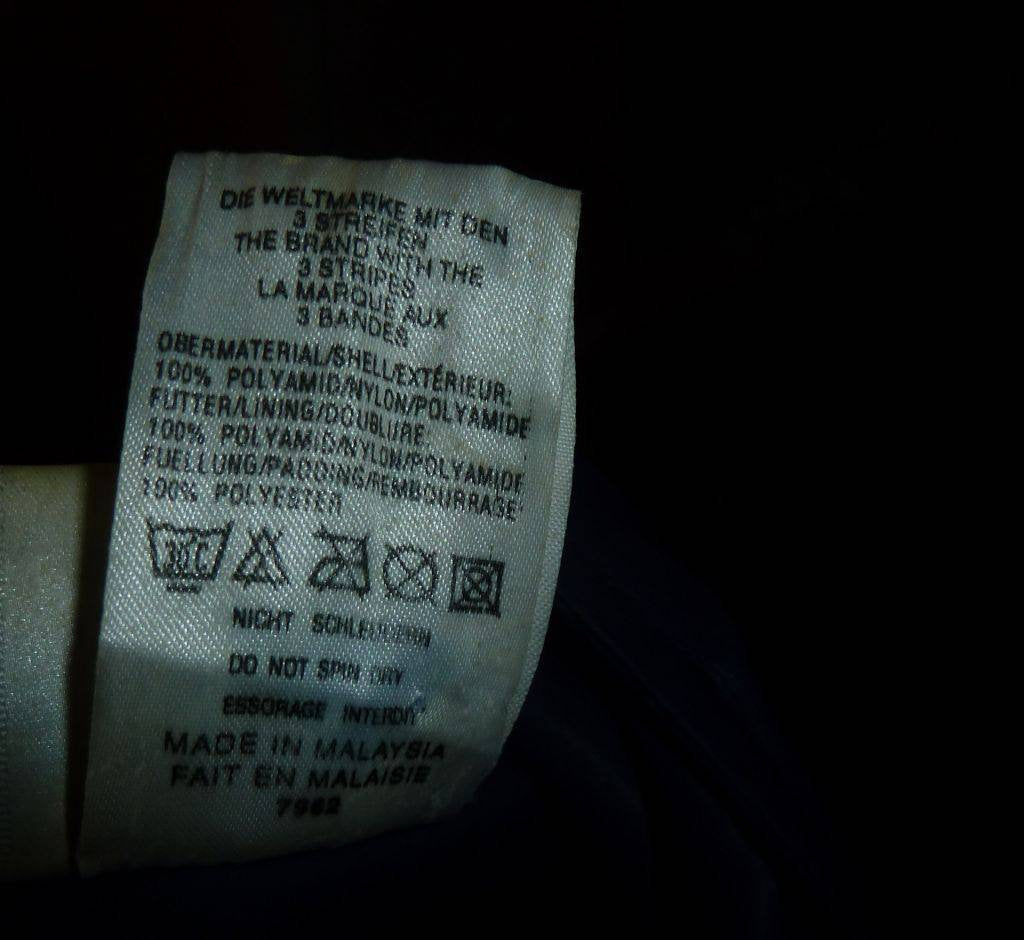 DIE WELTMARKE MIT DEN
3 STREIFEN
THE BRAND WITH THE
3 STRIPES
LA MARQUE AUX
3 BANDES
OBERMATERIAL/SHELL/EXTÉRIEUR:
100% POLYAMID/NYLON/POLYAMIDE
FUTTER/LINING/DOUBLURE
100% POLYAMID/NYLON/POLYAMIDE
FUELLUNG/PADDING/REMBOURRAGE
100% POLYESTER
30°C
NICHT SCHLEUDERN
DO NOT SPIN DRY
ESSORAGE INTERDIT
MADE IN MALAYSIA
FAIT EN MALAISIE
7962